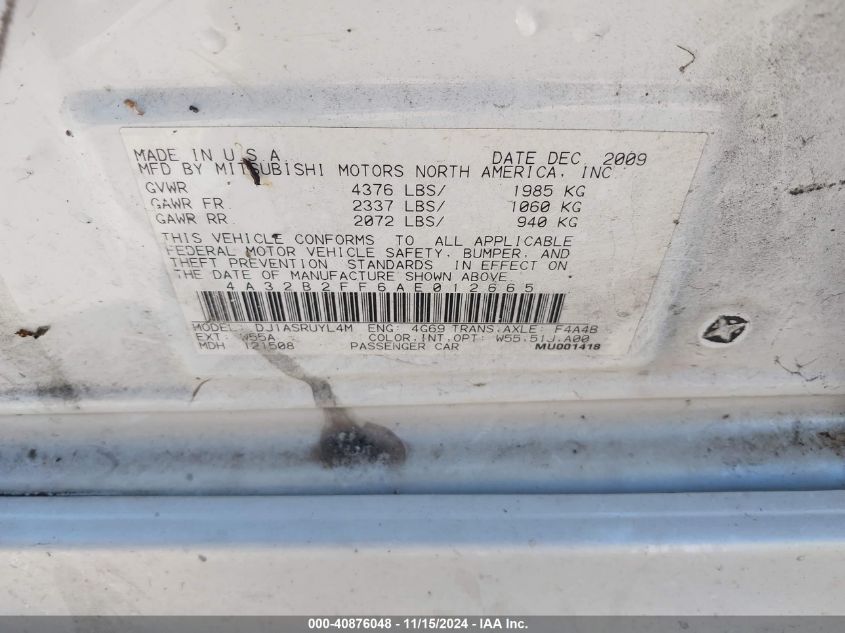 MADE IN U S A DATE DEC, 2009
MFD BY MITSUBISHI MOTORS NORTH AMERICA, INC
GVWR 4376 LBS/ 1985 KG
GAWR FR 2337 LBS/ 1060 KG
GAWR RR 2072 LBS/ 940 KG
THIS VEHICLE CONFORMS TO ALL APPLICABLE
FEDERAL MOTOR VEHICLE SAFETY, BUMPER, AND
THEFT PREVENTION STANDARDS IN EFFECT ON
THE DATE OF MANUFACTURE SHOWN ABOVE
4A32B2FF6AE012665
MODEL: DJ1ASRUYL4M ENG: 4G69 TRANS.AXLE: F4A4B
EXT: W55A COLOR.INT.OPT: W55.51J.A00
MDH 121508 PASSENGER CAR MU001418
000-40876048 - 11/15/2024 - IAA Inc.